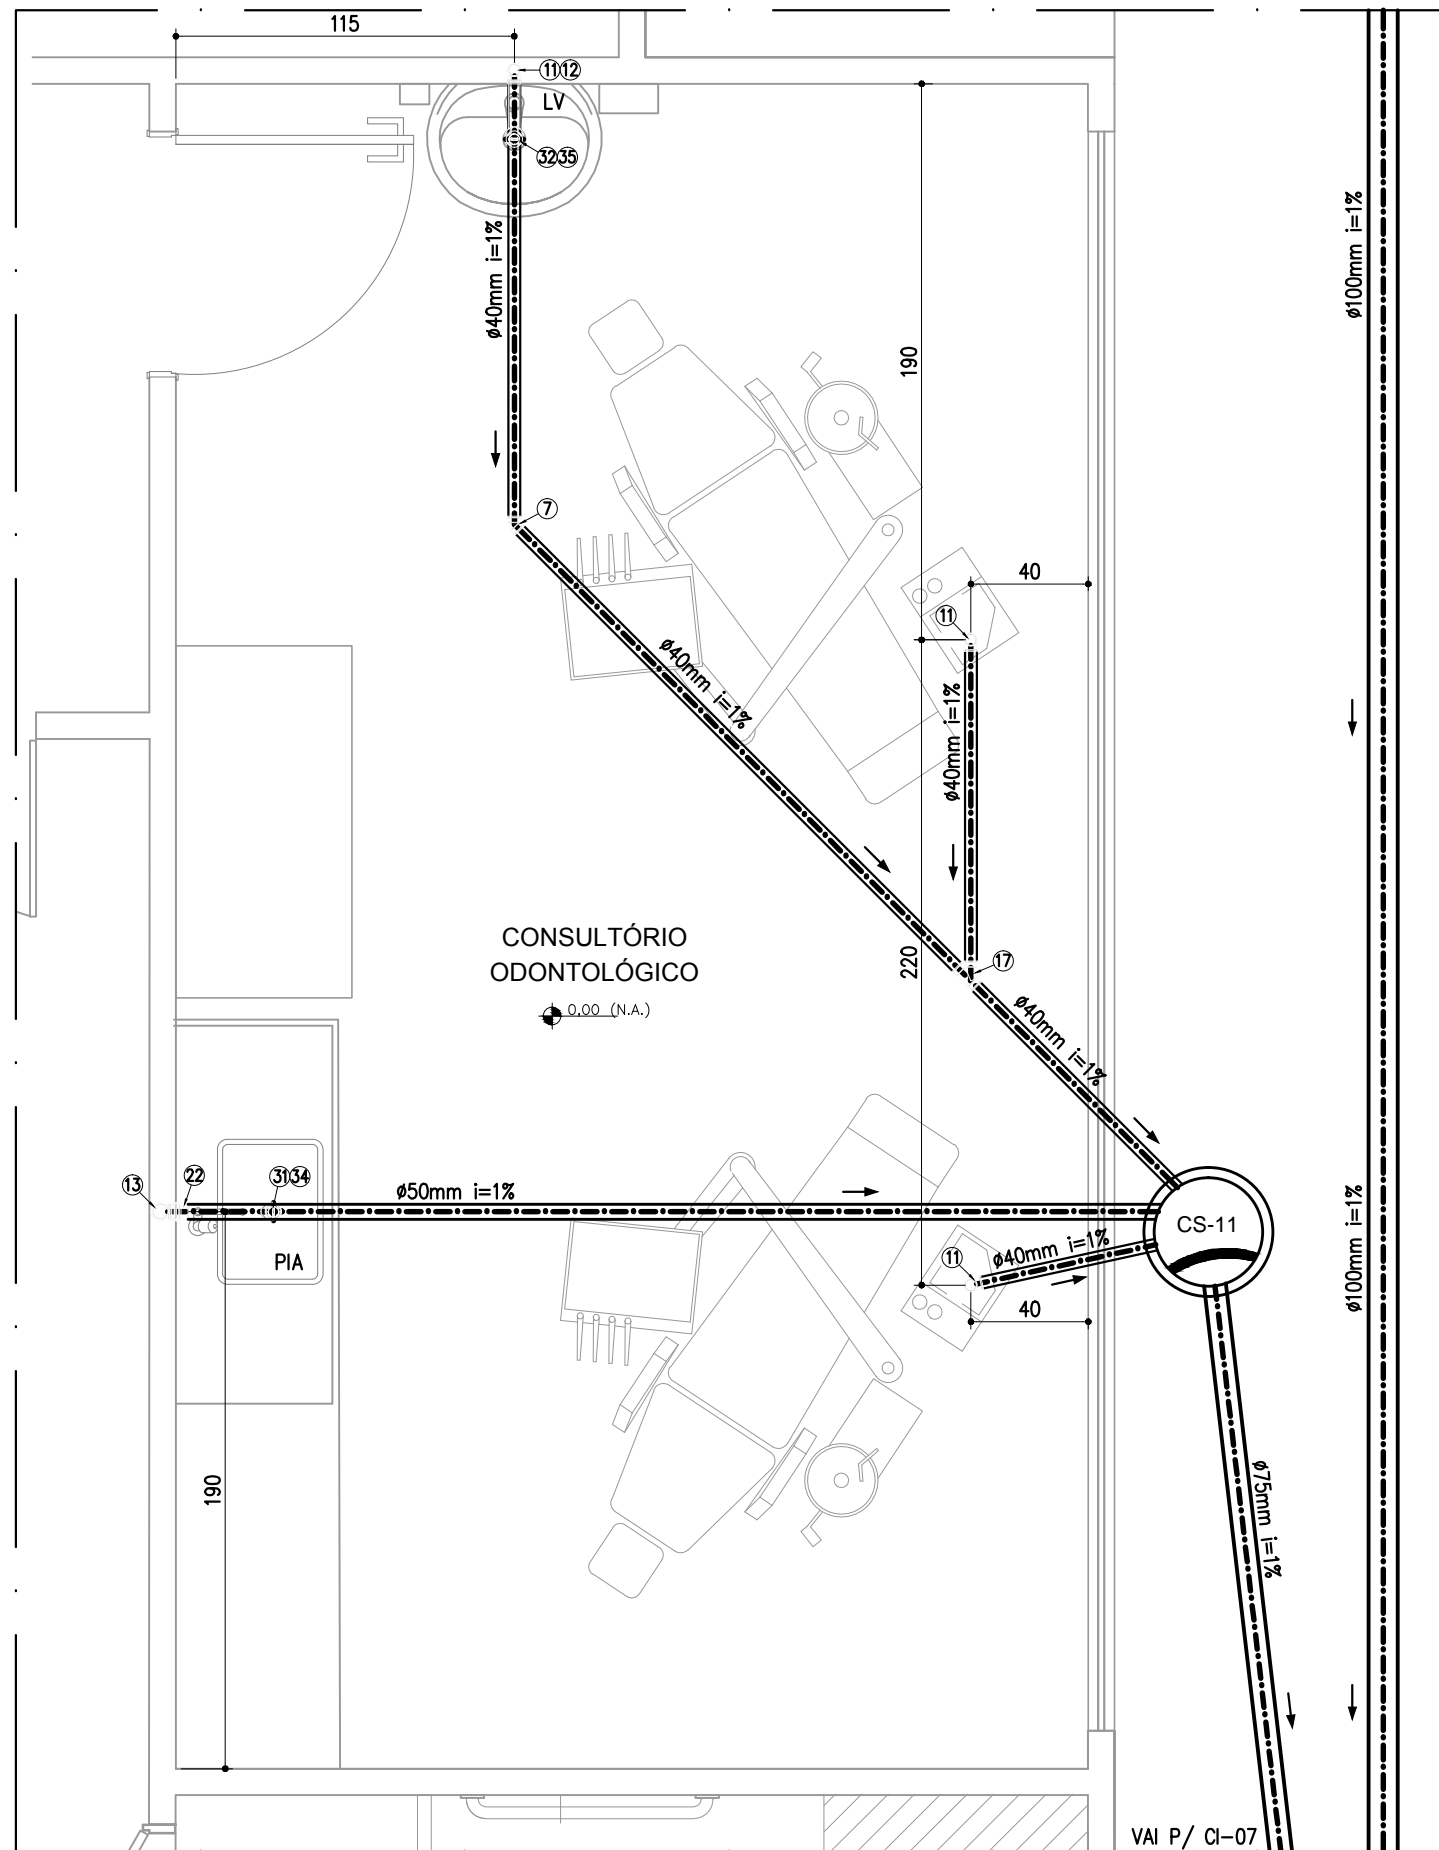 115
11 12
LV
32 35
ø40mm i=1%
ø100mm i=1%
190
7
40
11
ø40mm i=1%
ø40mm i=1%
CONSULTÓRIO
ODONTOLÓGICO
0,00 (N.A.)
220
17
ø40mm i=1%
13
22
31 34
ø50mm i=1%
PIA
CS-11
11
ø40mm i=1%
40
ø100mm i=1%
190
ø75mm i=1%
VAI P/ CI-07